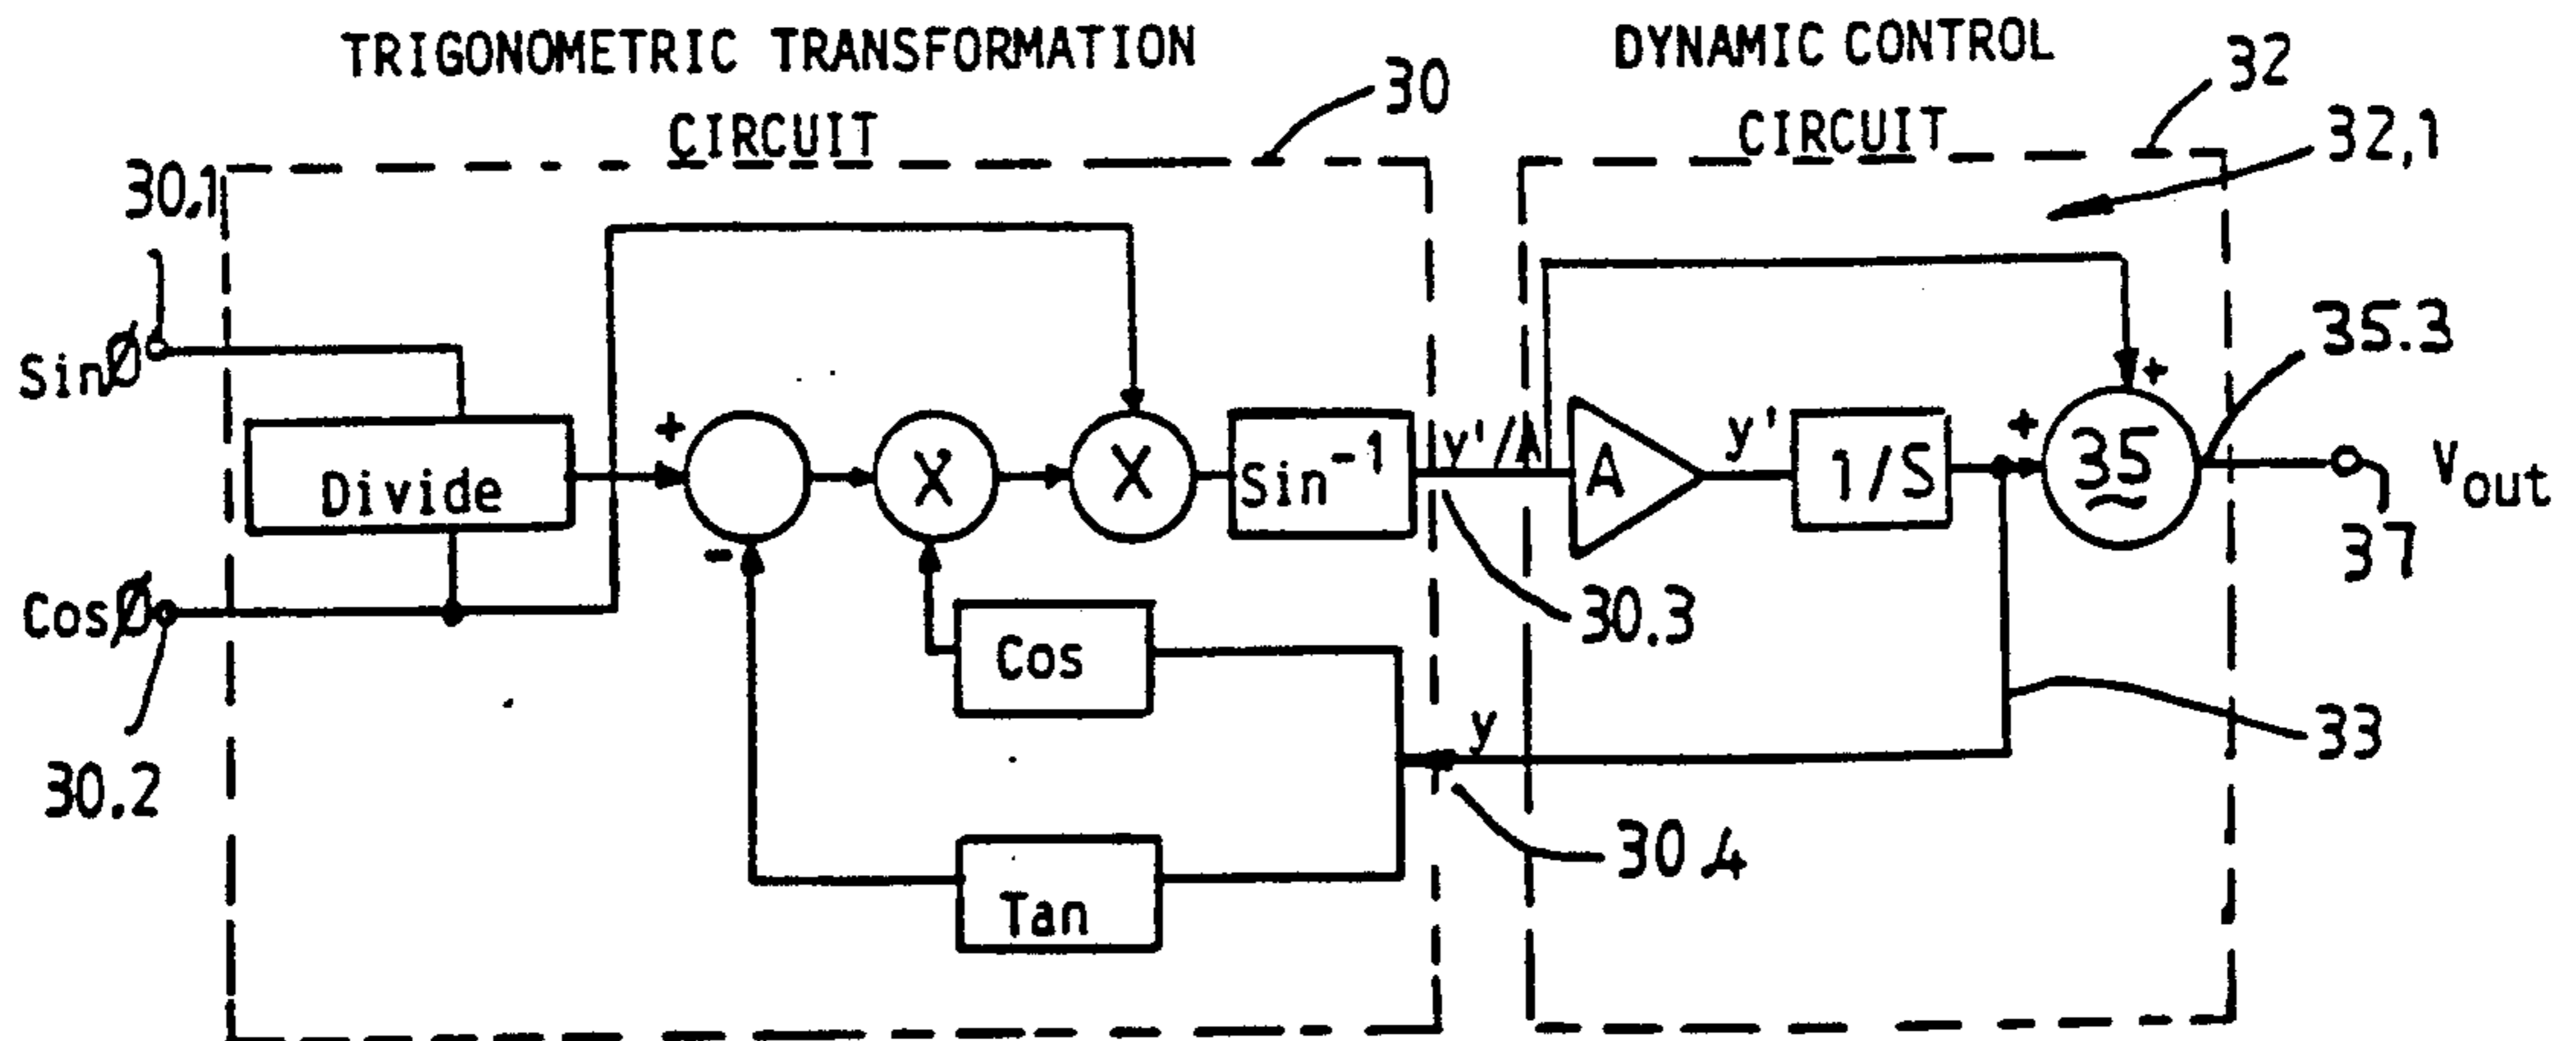 TRIGONOMETRIC TRANSFORMATION
CIRCUIT
30
DYNAMIC CONTROL
CIRCUIT
32
32,1
30.1
SinØ
CosØ
30.2
Divide
+
-
X
X
Sin⁻¹
Cos
Tan
y'/A
30.3
y
30.4
A
y'
1/S
+
+
35
35.3
37
Vout
33